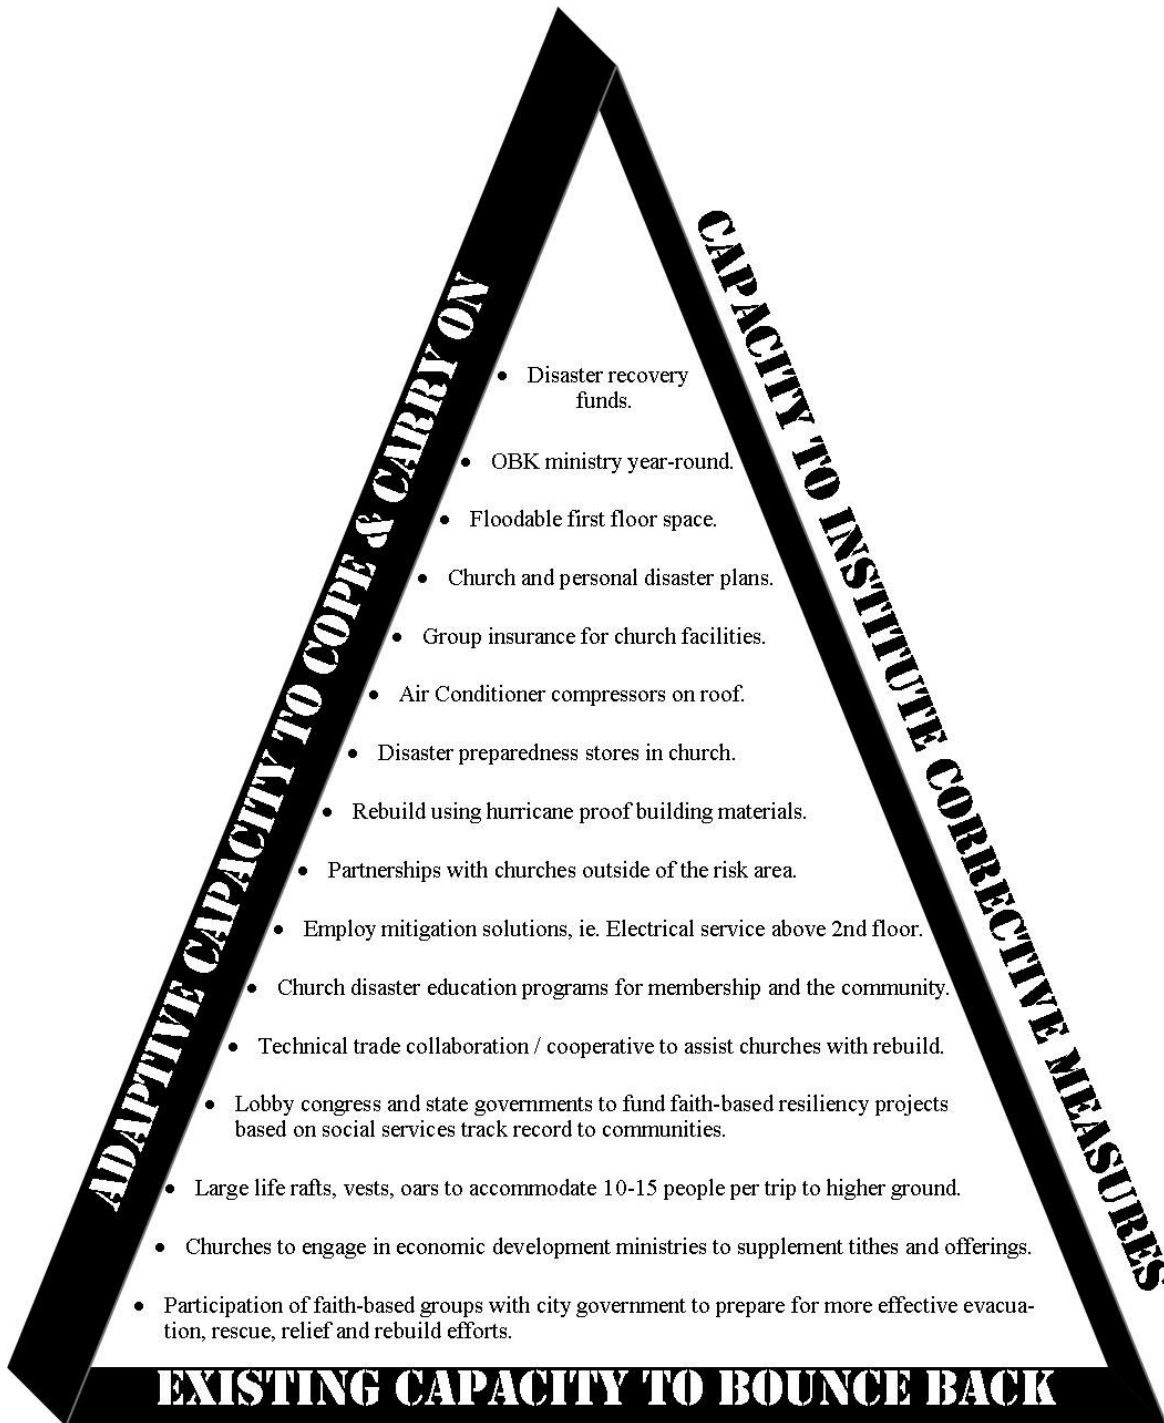 ADAPTIVE CAPACITY TO COPE & CARRY ON
CAPACITY TO INSTITUTE CORRECTIVE MEASURES
• Disaster recovery
funds.
• OBK ministry year-round.
• Floodable first floor space.
• Church and personal disaster plans.
• Group insurance for church facilities.
• Air Conditioner compressors on roof.
• Disaster preparedness stores in church.
• Rebuild using hurricane proof building materials.
• Partnerships with churches outside of the risk area.
• Employ mitigation solutions, ie. Electrical service above 2nd floor.
• Church disaster education programs for membership and the community.
• Technical trade collaboration / cooperative to assist churches with rebuild.
• Lobby congress and state governments to fund faith-based resiliency projects
based on social services track record to communities.
• Large life rafts, vests, oars to accommodate 10-15 people per trip to higher ground.
• Churches to engage in economic development ministries to supplement tithes and offerings.
• Participation of faith-based groups with city government to prepare for more effective evacua-
tion, rescue, relief and rebuild efforts.
EXISTING CAPACITY TO BOUNCE BACK